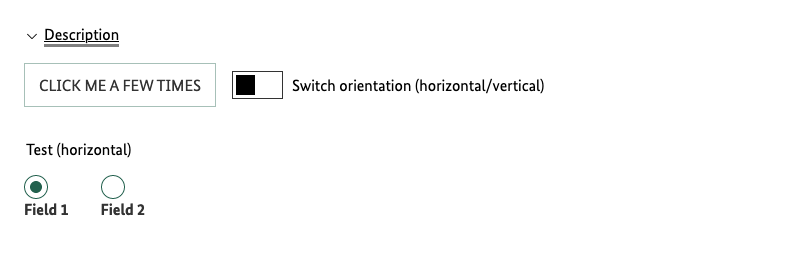 Description
CLICK ME A FEW TIMES
Switch orientation (horizontal/vertical)
Test (horizontal)
Field 1
Field 2